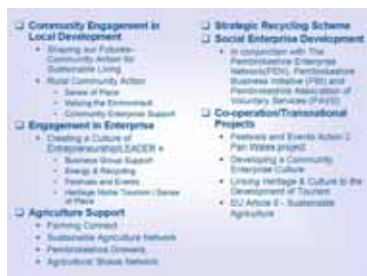 Community Engagement in
Local Development
Shaping our Futures-
Community Action for
Sustainable Living
Rural Community Action
Sense of Place
Valuing the Environment
Community Enterprise Support
Engagement in Enterprise
Creating a Culture of
Entrepreneurship/LEADER +
Business Group Support
Energy & Recycling
Festivals and Events
Heritage Niche Tourism / Sense
of Place
Agriculture Support
Farming Connect
Sustainable Agriculture Network
Pembrokeshire Growers
Agricultural Shows Network
Strategic Recycling Scheme
Social Enterprise Development
In conjunction with The
Pembrokeshire Enterprise
Network(PEN), Pembrokeshire
Business Initiative (PBI) and
Pembrokeshire Association of
Voluntary Services (PAVS)
Co-operation/Transnational
Projects
Festivals and Events Action 2
Pan Wales project
Developing a Community
Enterprise Culture
Linking Heritage & Culture to the
Development of Tourism
EU Article 6 - Sustainable
Agriculture